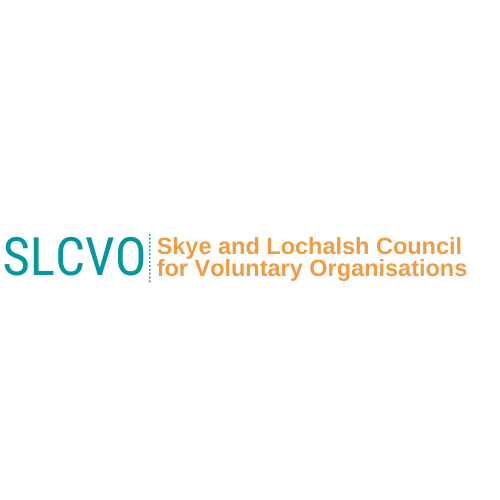 SLCVO
Skye and Lochalsh Council
for Voluntary Organisations